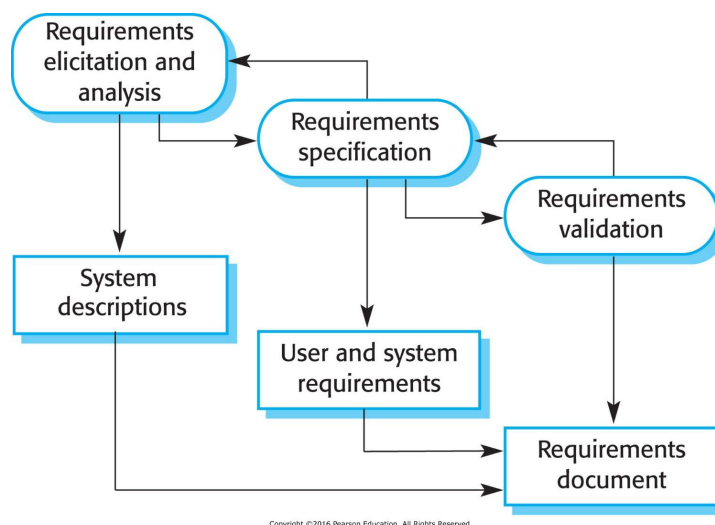 Requirements
elicitation and
analysis
Requirements
specification
Requirements
validation
System
descriptions
User and system
requirements
Requirements
document
Copyright ©2016 Pearson Education, All Rights Reserved